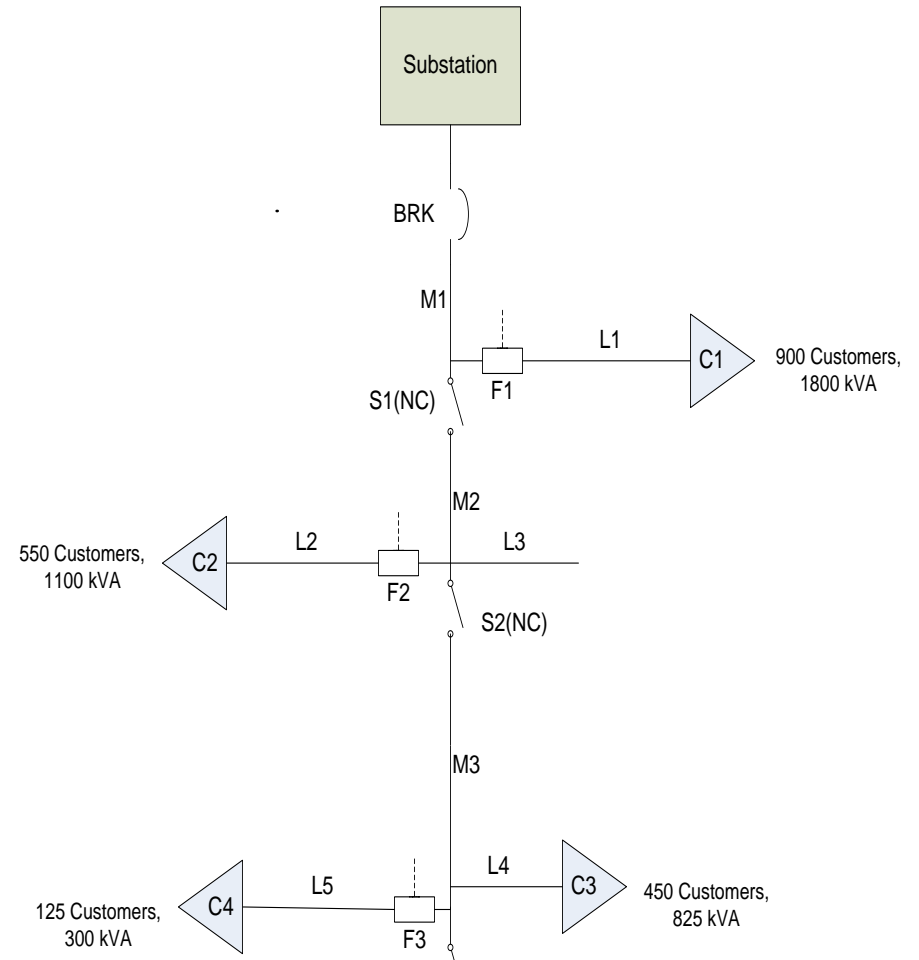 Substation
BRK
M1
L1
C1
900 Customers,
1800 kVA
F1
S1(NC)
M2
L2
L3
C2
550 Customers,
1100 kVA
F2
S2(NC)
M3
L4
C3
450 Customers,
825 kVA
L5
C4
125 Customers,
300 kVA
F3